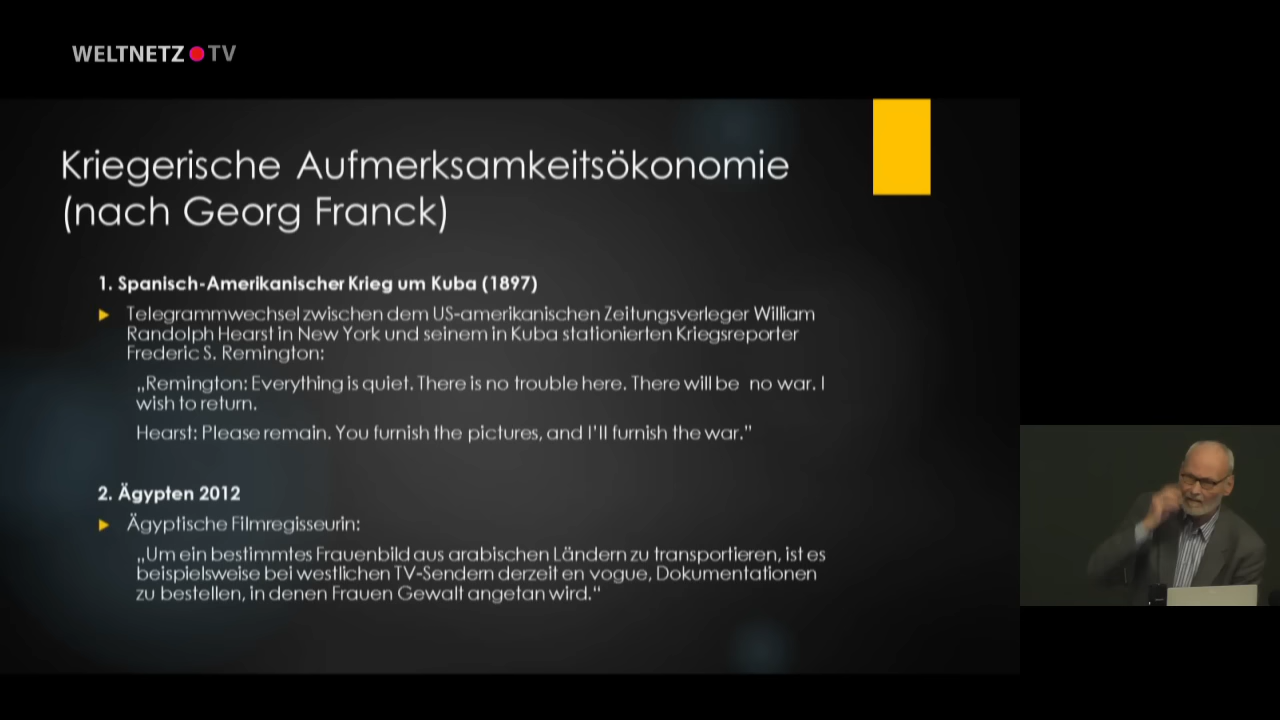 WELTNETZ TV
Kriegerische Aufmerksamkeitsökonomie
(nach Georg Franck)
1. Spanisch-Amerikanischer Krieg um Kuba (1897)
Telegrammwechsel zwischen dem US-amerikanischen Zeitungsverleger William
Randolph Hearst in New York und seinem in Kuba stationierten Kriegsreporter
Frederic S. Remington:
„Remington: Everything is quiet. There is no trouble here. There will be no war. I
wish to return.
Hearst: Please remain. You furnish the pictures, and I'll furnish the war."
2. Ägypten 2012
Ägyptische Filmregisseurin:
„Um ein bestimmtes Frauenbild aus arabischen Ländern zu transportieren, ist es
beispielsweise bei westlichen TV-Sendern derzeit en vogue, Dokumentationen
zu bestellen, in denen Frauen Gewalt angetan wird.“